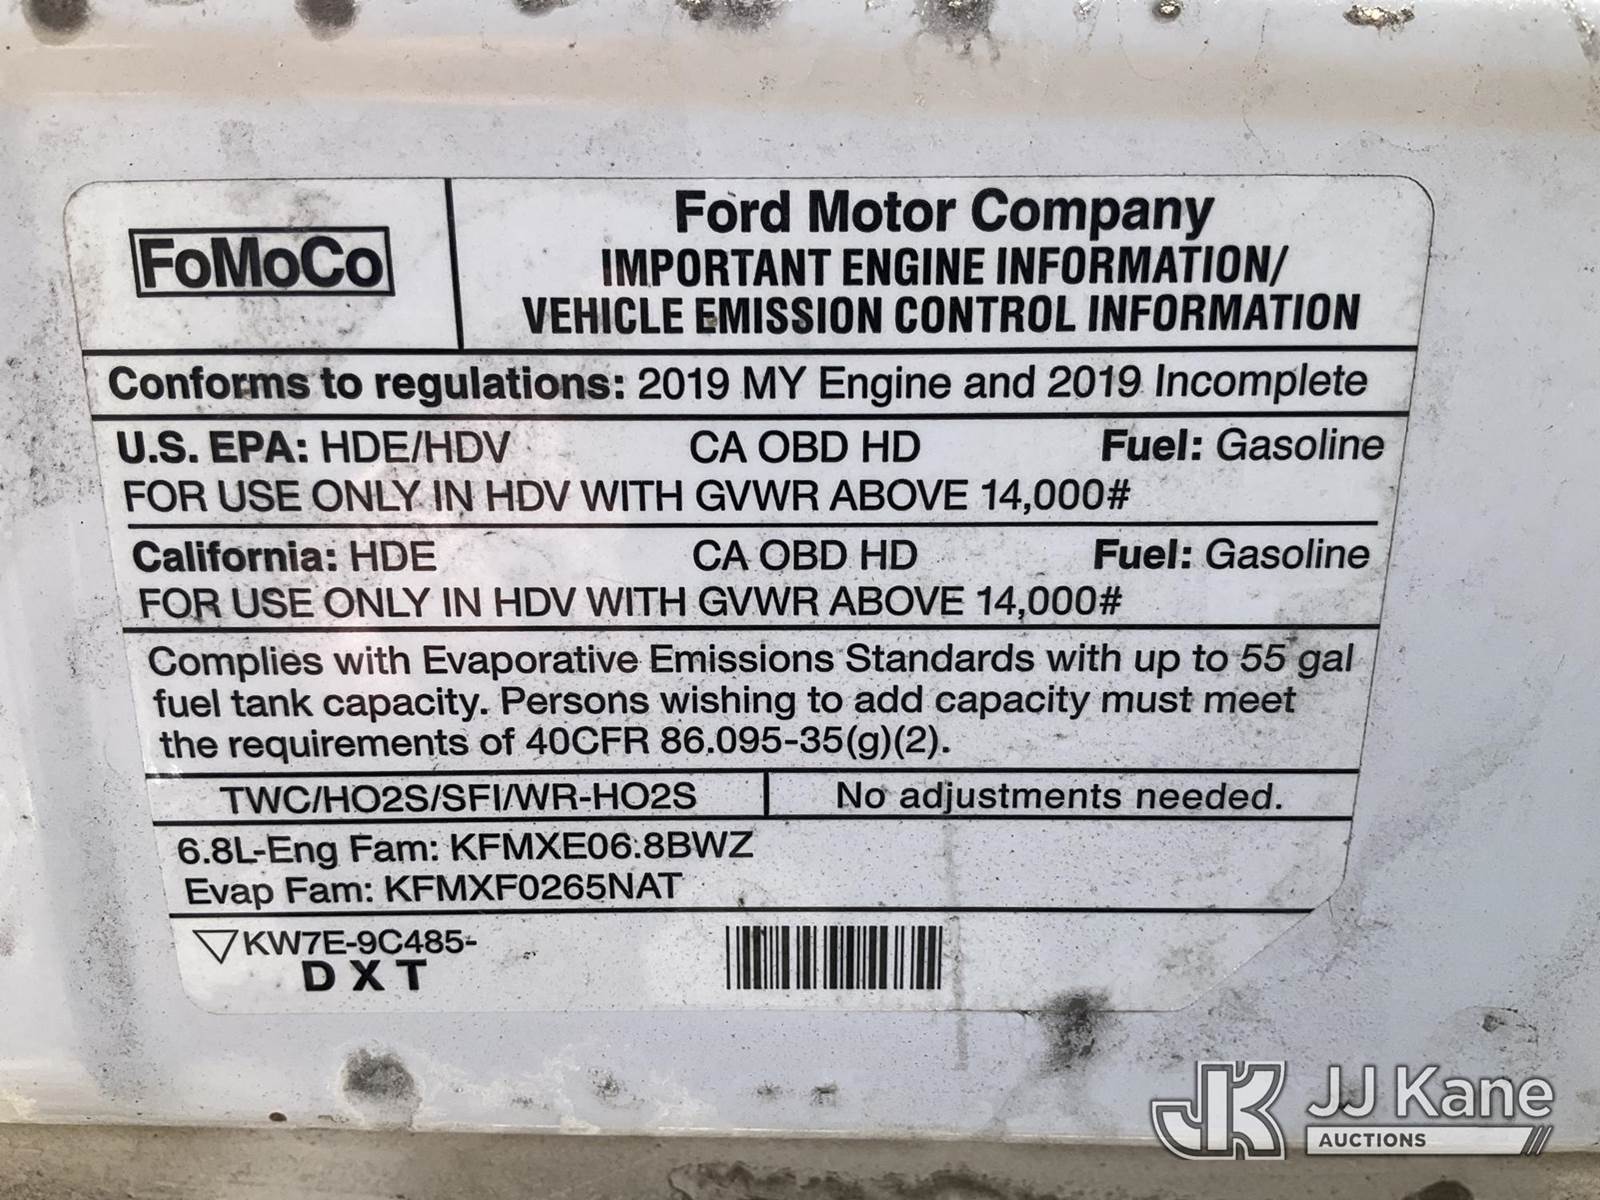 FoMoCo
Ford Motor Company
IMPORTANT ENGINE INFORMATION/
VEHICLE EMISSION CONTROL INFORMATION
Conforms to regulations: 2019 MY Engine and 2019 Incomplete
U.S. EPA: HDE/HDV CA OBD HD Fuel: Gasoline
FOR USE ONLY IN HDV WITH GVWR ABOVE 14,000#
California: HDE CA OBD HD Fuel: Gasoline
FOR USE ONLY IN HDV WITH GVWR ABOVE 14,000#
Complies with Evaporative Emissions Standards with up to 55 gal
fuel tank capacity. Persons wishing to add capacity must meet
the requirements of 40CFR 86.095-35(g)(2).
TWC/HO2S/SFI/WR-HO2S No adjustments needed.
6.8L-Eng Fam: KFMXE06.8BWZ
Evap Fam: KFMXF0265NAT
KW7E-9C485-
DXT
JK JJ Kane
AUCTIONS